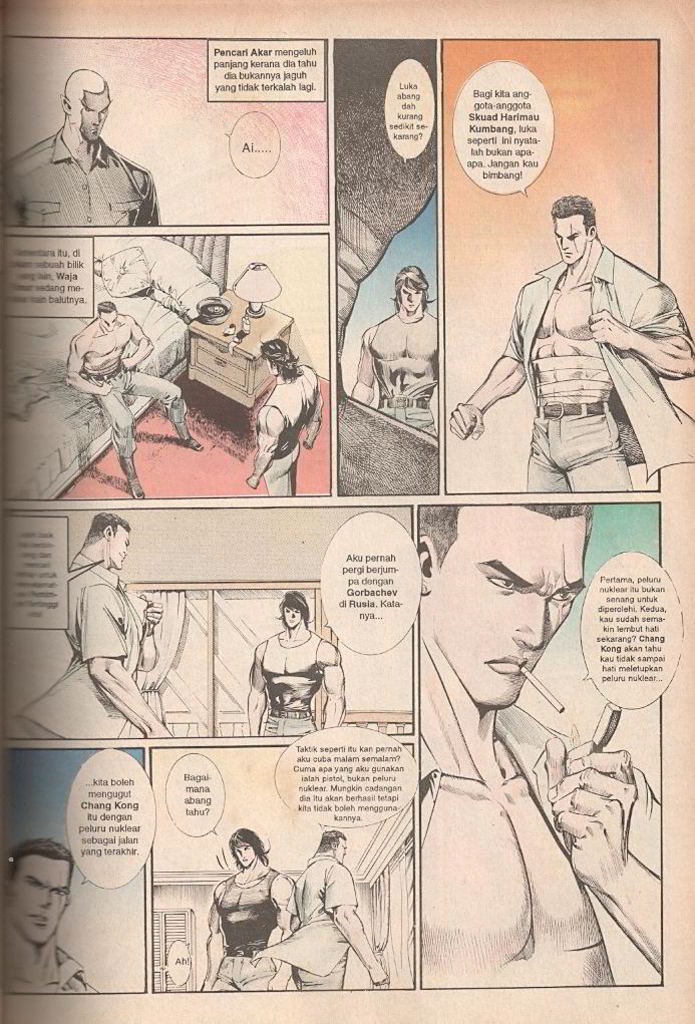 Pencari Akar mengeluh
panjang kerana dia tahu
dia bukannya jaguh
yang tidak terkalah lagi.
Ai.....
Luka
abang
dah
kurang
sedikit se-
karang?
Bagi kita ang-
gota-anggota
Skuad Harimau
Kumbang, luka
seperti ini nyata-
lah bukan apa-
apa. Jangan kau
bimbang!
itu, di
sebuah bilik
lain, Waja
me-
balutnya.
Aku pernah
pergi berjum-
pa dengan
Gorbachev
di Rusia. Kata-
nya...
Pertama, peluru
nuklear itu bukan
senang untuk
diperolehi. Kedua,
kau sudah sema-
kin lembut hati
sekarang? Chang
Kong akan tahu
kau tidak sampai
hati meletupkan
peluru nuklear...
...kita boleh
mengugut
Chang Kong
itu dengan
peluru nuklear
sebagai jalan
yang terakhir.
Bagai-
mana
abang
tahu?
Taktik seperti itu kan pernah
aku cuba malam semalam?
Cuma apa yang aku gunakan
ialah pistol, bukan peluru
nuklear. Mungkin cadangan
dia itu akan berhasil tetapi
kita tidak boleh mengguna-
kannya.
Ah!